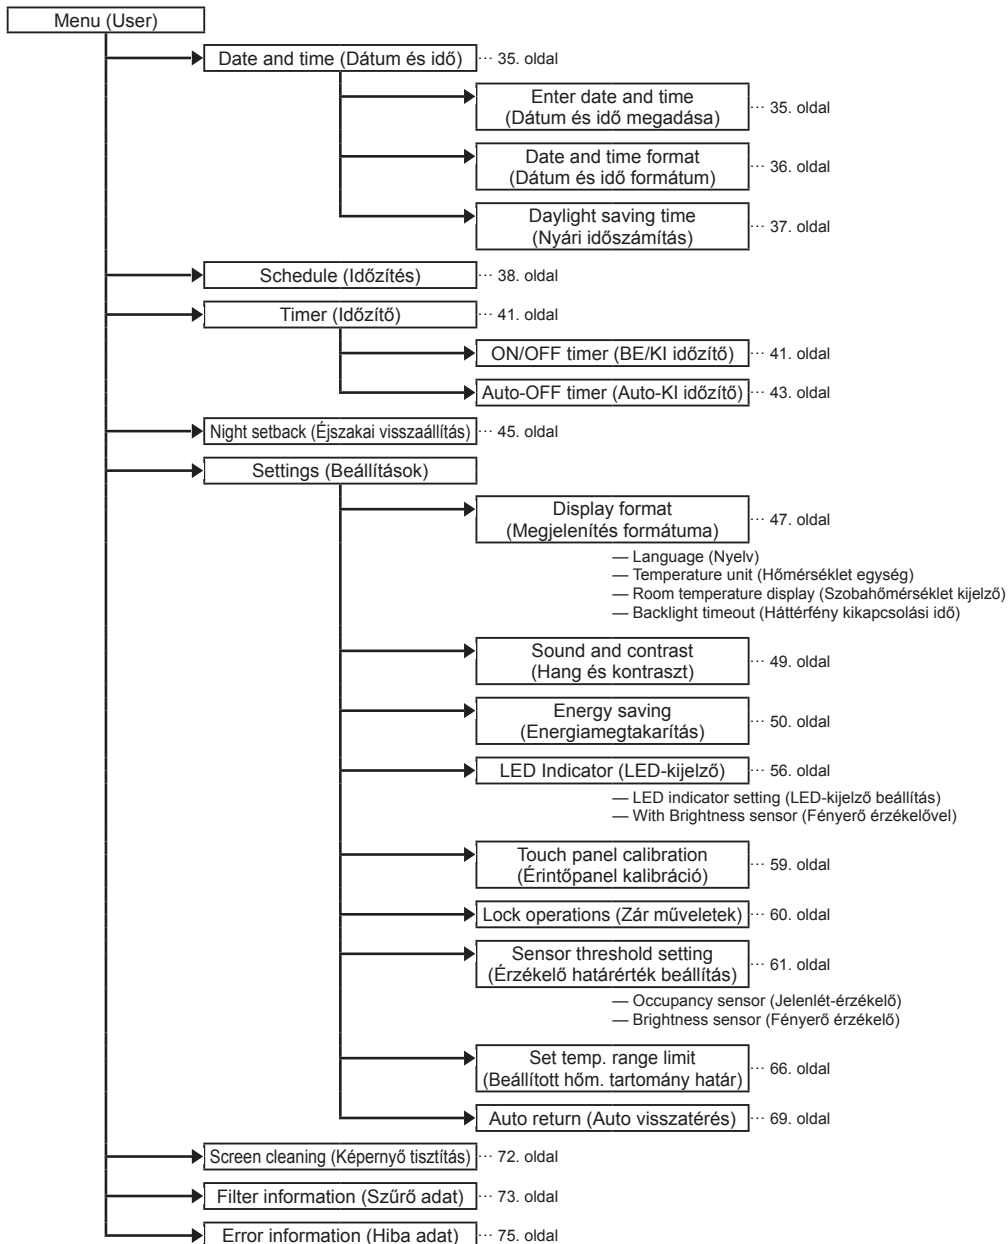 Menu (User)
Date and time (Dátum és idő) ··· 35. oldal
Enter date and time
(Dátum és idő megadása)
··· 35. oldal
Date and time format
(Dátum és idő formátum)
··· 36. oldal
Daylight saving time
(Nyári időszámítás)
··· 37. oldal
Schedule (Időzítés) ··· 38. oldal
Timer (Időzítő) ··· 41. oldal
ON/OFF timer (BE/KI időzítő) ··· 41. oldal
Auto-OFF timer (Auto-KI időzítő) ··· 43. oldal
Night setback (Éjszakai visszaállítás) ··· 45. oldal
Settings (Beállítások)
Display format
(Megjelenítés formátuma)
··· 47. oldal
— Language (Nyelv)
— Temperature unit (Hőmérséklet egység)
— Room temperature display (Szobahőmérséklet kijelző)
— Backlight timeout (Háttérfény kikapcsolási idő)
Sound and contrast
(Hang és kontraszt)
··· 49. oldal
Energy saving
(Energiamegtakarítás)
··· 50. oldal
LED Indicator (LED-kijelző) ··· 56. oldal
— LED indicator setting (LED-kijelző beállítás)
— With Brightness sensor (Fényerő érzékelővel)
Touch panel calibration
(Érintőpanel kalibráció)
··· 59. oldal
Lock operations (Zár műveletek) ··· 60. oldal
Sensor threshold setting
(Érzékelő határérték beállítás)
··· 61. oldal
— Occupancy sensor (Jelenlét-érzékelő)
— Brightness sensor (Fényerő érzékelő)
Set temp. range limit
(Beállított hőm. tartomány határ)
··· 66. oldal
Auto return (Auto visszatérés) ··· 69. oldal
Screen cleaning (Képernyő tisztítás) ··· 72. oldal
Filter information (Szűrő adat) ··· 73. oldal
Error information (Hiba adat) ··· 75. oldal